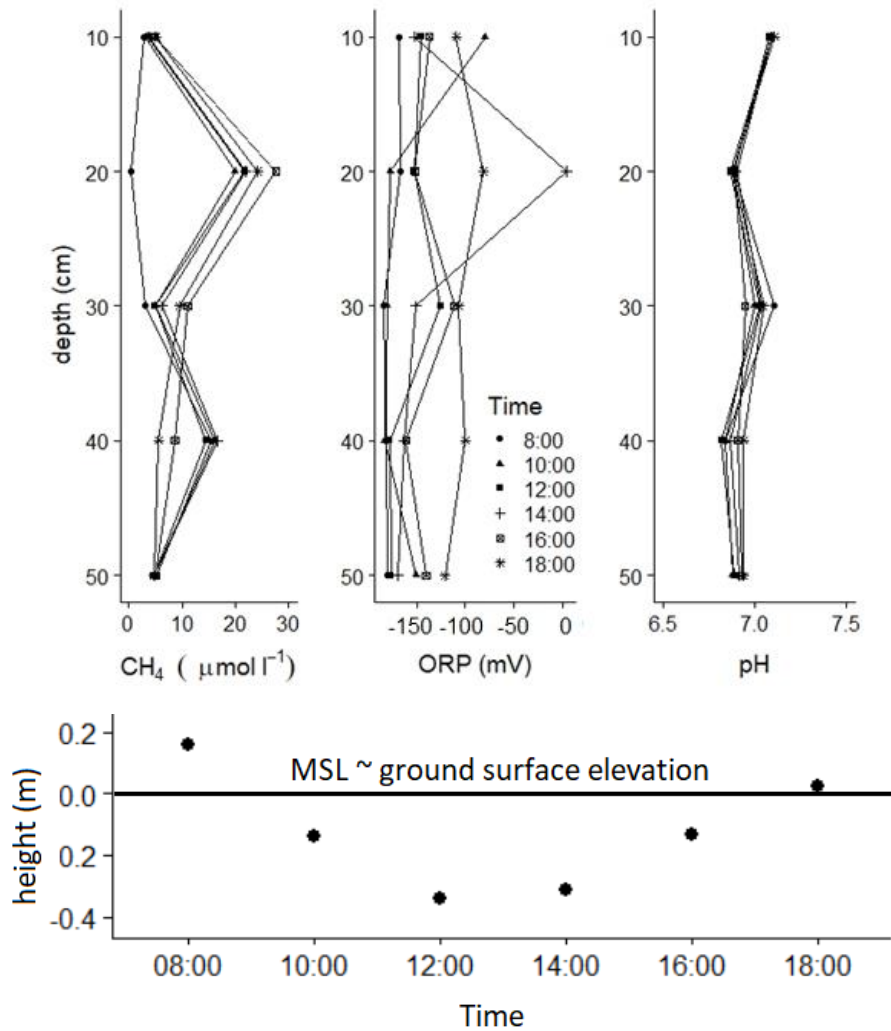 10
20
30
40
50
depth (cm)
0 10 20 30
CH₄ ( μmol l⁻¹)
10
20
30
40
50
-150 -100 -50 0
ORP (mV)
Time
8:00
10:00
12:00
14:00
16:00
18:00
10
20
30
40
50
6.5 7.0 7.5
pH
0.2
0.0
0.2
-0.4
height (m)
MSL ~ ground surface elevation
08:00 10:00 12:00 14:00 16:00 18:00
Time